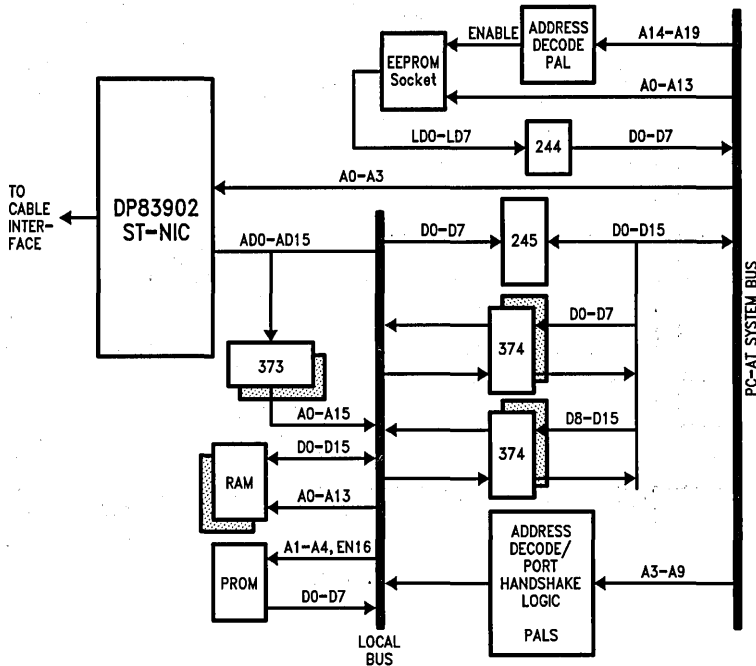 ADDRESS
DECODE
PAL
ENABLE
A14-A19
EEPROM
Socket
A0-A13
LD0-LD7
244
D0-D7
A0-A3
TO
CABLE
INTER-
FACE
DP83902
ST-NIC
AD0-AD15
D0-D7
245
D0-D15
D0-D7
374
373
A0-A15
D8-D15
374
D0-D15
RAM
A0-A13
A1-A4, EN16
PROM
D0-D7
LOCAL
BUS
ADDRESS
DECODE/
PORT
HANDSHAKE
LOGIC
PALS
A3-A9
PC-AT SYSTEM BUS